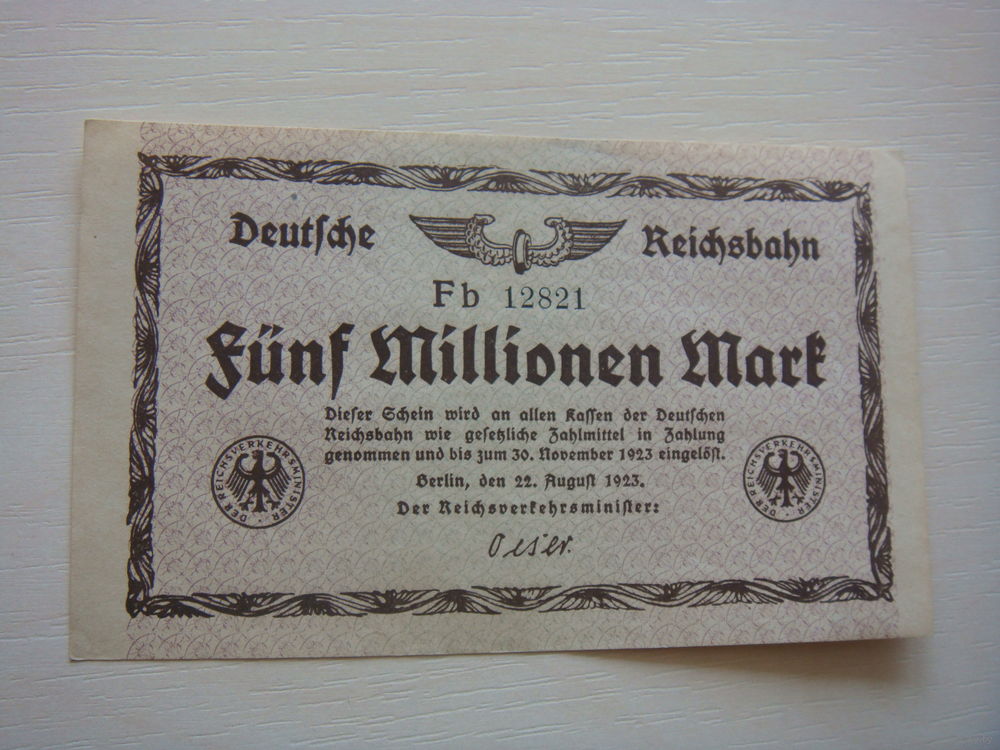 Deutsche Reichsbahn
Fb 12821
Fünf Millionen Mark
Dieser Schein wird an allen Kassen der Deutschen
Reichsbahn wie gesetzliche Zahlmittel in Zahlung
genommen und bis zum 30. November 1923 eingelöst.
DER REICHSVERKEHRSMINISTER
DER REICHSVERKEHRSMINISTER
Berlin, den 22. August 1923.
Der Reichsverkehrsminister:
Oeser.